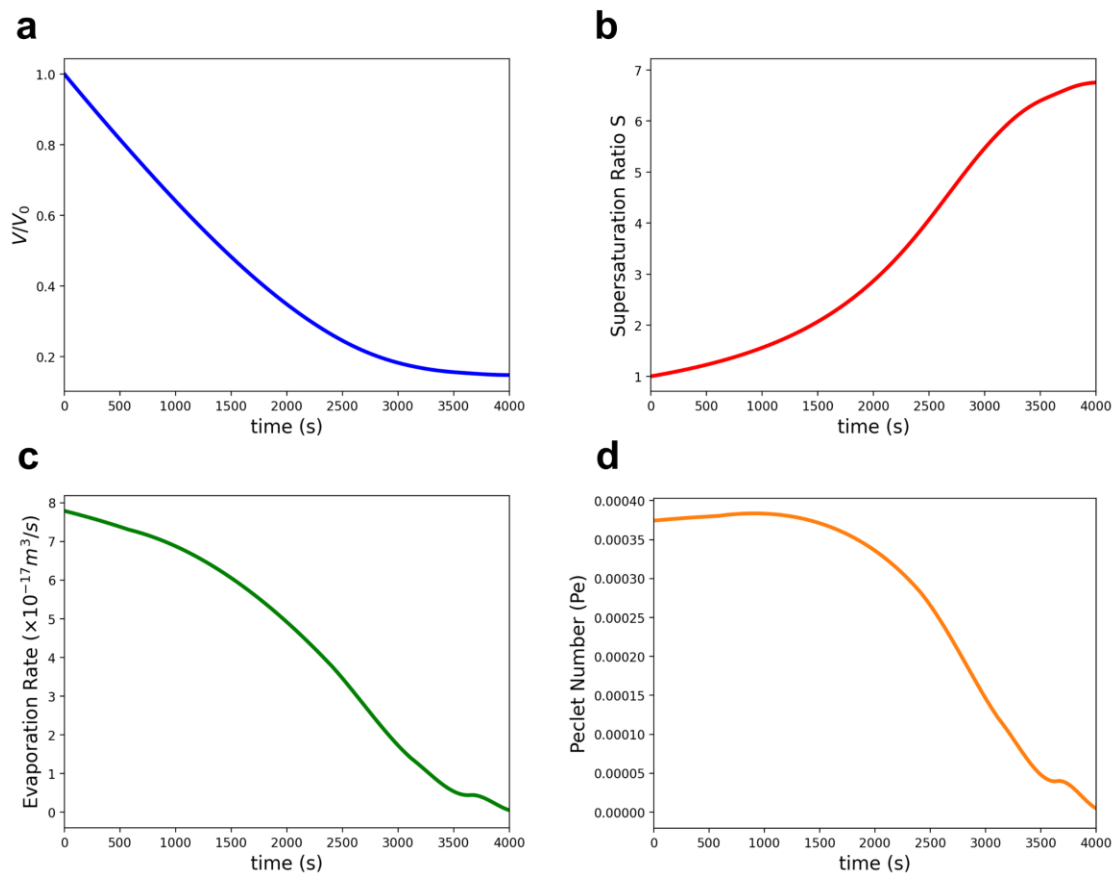 a
1.0
0.8
0.6
0.4
0.2
V/V₀
0 500 1000 1500 2000 2500 3000 3500 4000
time (s)
b
7
6
5
4
3
2
1
Supersaturation Ratio S
0 500 1000 1500 2000 2500 3000 3500 4000
time (s)
c
8
7
6
5
4
3
2
1
0
Evaporation Rate (×10⁻¹⁷m³/s)
0 500 1000 1500 2000 2500 3000 3500 4000
time (s)
d
0.00040
0.00035
0.00030
0.00025
0.00020
0.00015
0.00010
0.00005
0.00000
Peclet Number (Pe)
0 500 1000 1500 2000 2500 3000 3500 4000
time (s)